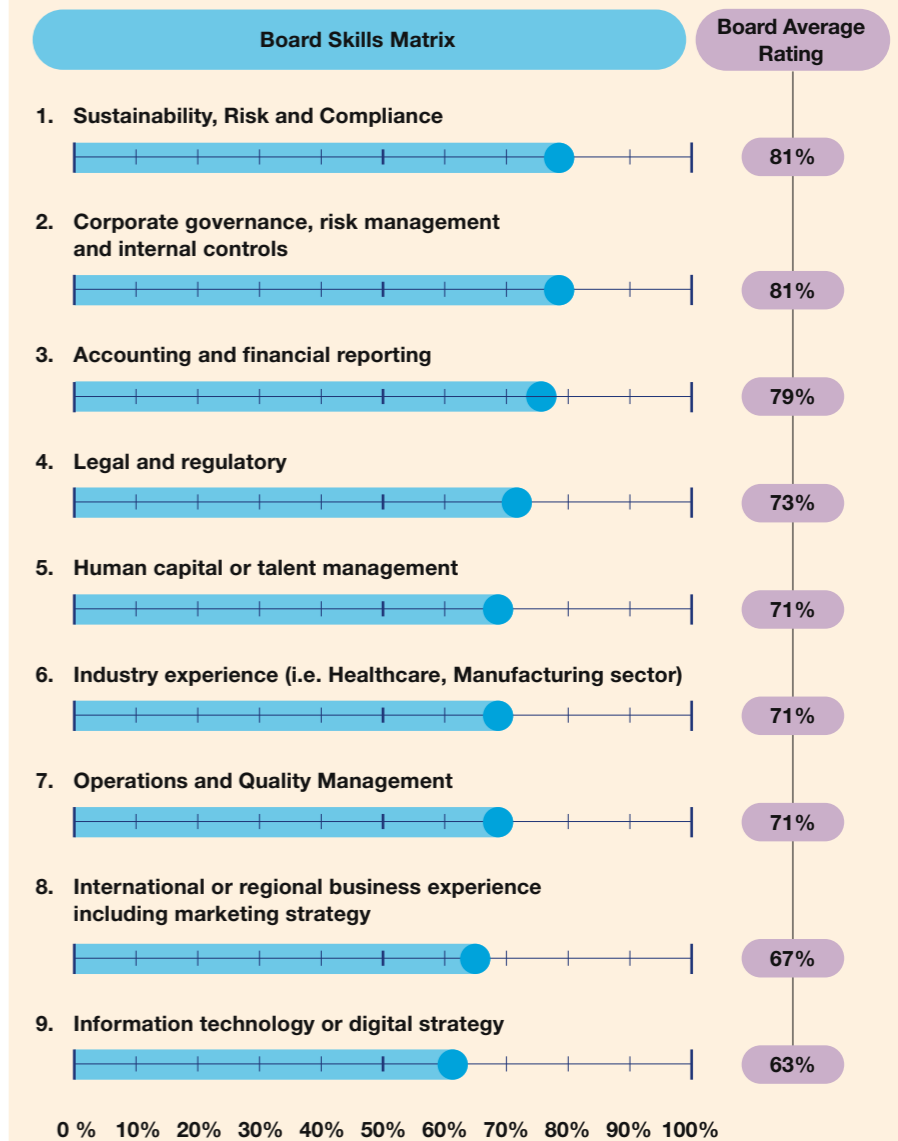 Board Skills Matrix
Board Average
Rating
1. Sustainability, Risk and Compliance
81%
2. Corporate governance, risk management
and internal controls
81%
3. Accounting and financial reporting
79%
4. Legal and regulatory
73%
5. Human capital or talent management
71%
6. Industry experience (i.e. Healthcare, Manufacturing sector)
71%
7. Operations and Quality Management
71%
8. International or regional business experience
including marketing strategy
67%
9. Information technology or digital strategy
63%
0 % 10% 20% 30% 40% 50% 60% 70% 80% 90% 100%